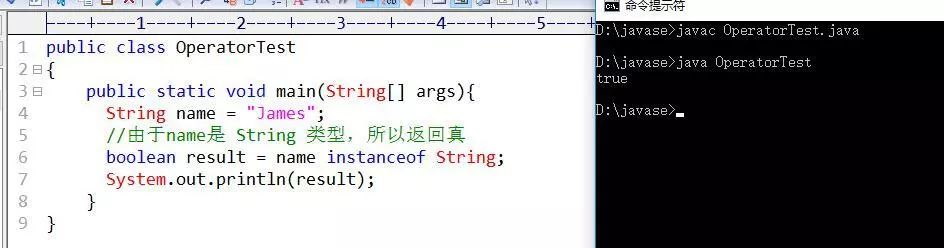 ----+----1----+----2----+----3----+----4----+----5----+---
1 public class OperatorTest
2 {
3 public static void main(String[] args){
4 String name = "James";
5 //由于name是 String 类型，所以返回真
6 boolean result = name instanceof String;
7 System.out.println(result);
8 }
9 }
命令提示符
D:\javase>javac OperatorTest.java
D:\javase>java OperatorTest
true
D:\javase>